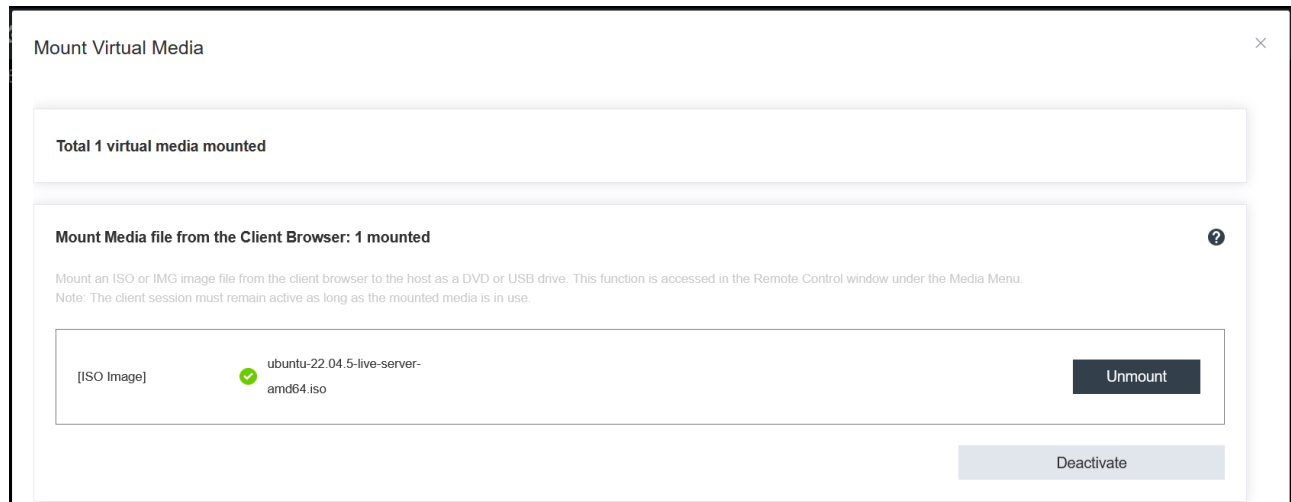 Mount Virtual Media
Total 1 virtual media mounted
Mount Media file from the Client Browser: 1 mounted
Mount an ISO or IMG image file from the client browser to the host as a DVD or USB drive. This function is accessed in the Remote Control window under the Media Menu.
Note: The client session must remain active as long as the mounted media is in use.
[ISO Image]
ubuntu-22.04.5-live-server-
amd64.iso
Unmount
Deactivate